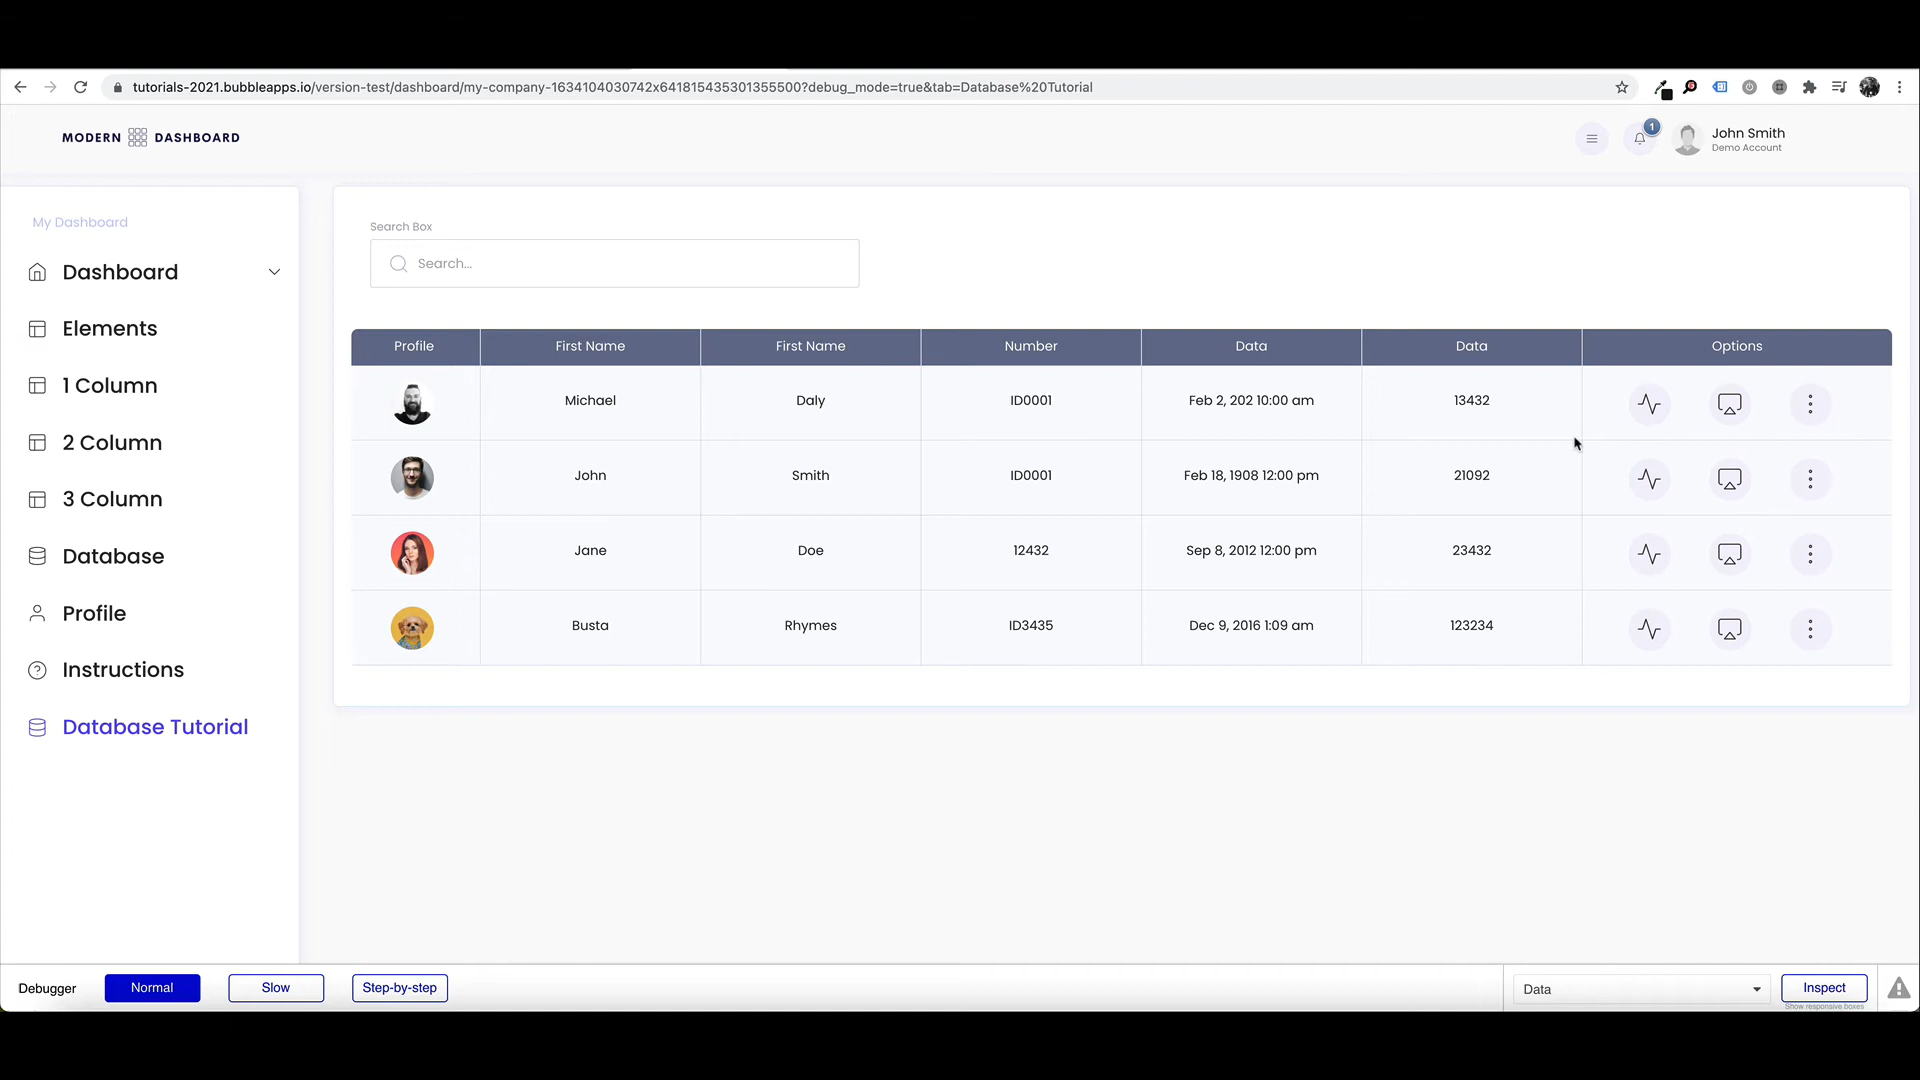 tutorials-2021.bubbleapps.io/version-test/dashboard/my-company-1634104030742x641815435301355500?debug_mode=true&tab=Database%20Tutorial
MODERN DASHBOARD
1
John Smith
Demo Account
My Dashboard
Dashboard
Elements
1 Column
2 Column
3 Column
Database
Profile
Instructions
Database Tutorial
Search Box
Search...
Profile First Name First Name Number Data Data Options
Michael Daly ID0001 Feb 2, 202 10:00 am 13432
John Smith ID0001 Feb 18, 1908 12:00 pm 21092
Jane Doe 12432 Sep 8, 2012 12:00 pm 23432
Busta Rhymes ID3435 Dec 9, 2016 1:09 am 123234
Debugger Normal Slow Step-by-step Data Inspect
Show responsive boxes